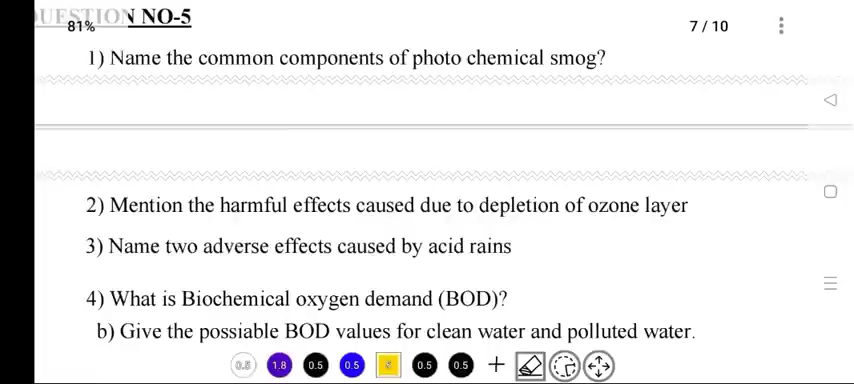 QUESTION NO-5
81%
7 / 10
1) Name the common components of photo chemical smog?
2) Mention the harmful effects caused due to depletion of ozone layer
3) Name two adverse effects caused by acid rains
4) What is Biochemical oxygen demand (BOD)?
b) Give the possiable BOD values for clean water and polluted water.
0.5 1.8 0.5 0.5 0.5 0.5